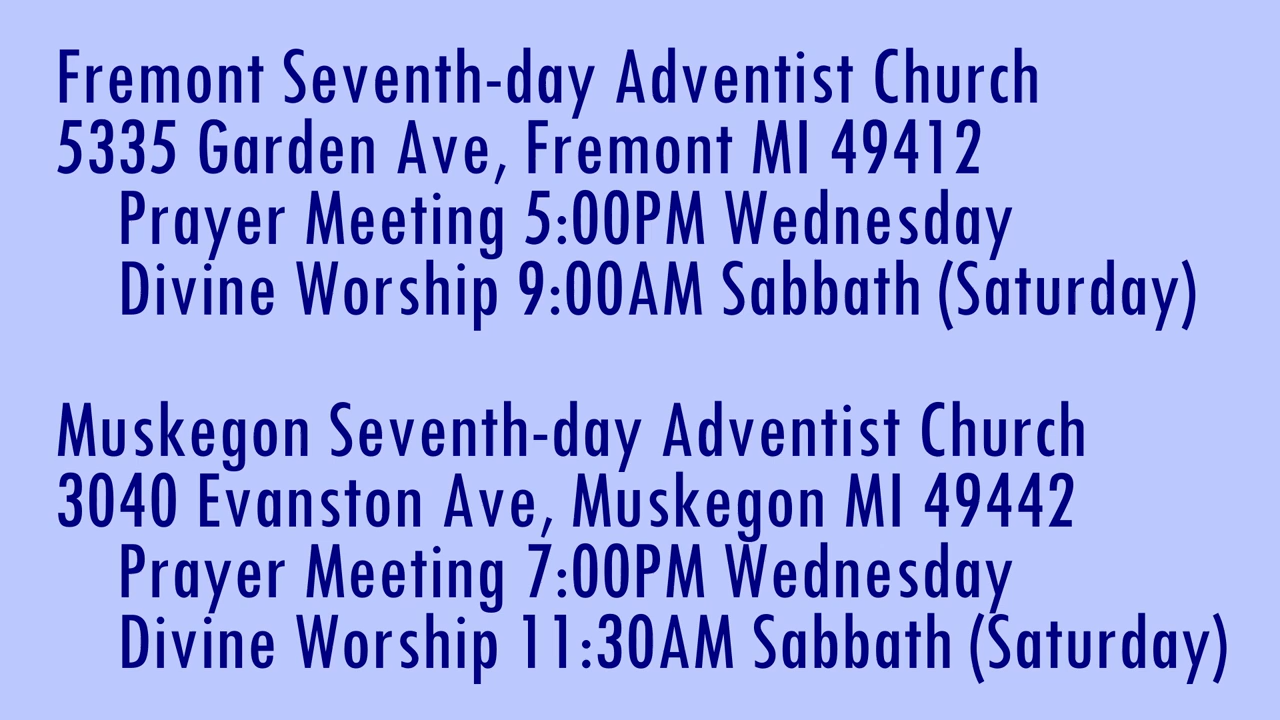 Fremont Seventh-day Adventist Church
5335 Garden Ave, Fremont MI 49412
Prayer Meeting 5:00PM Wednesday
Divine Worship 9:00AM Sabbath (Saturday)
Muskegon Seventh-day Adventist Church
3040 Evanston Ave, Muskegon MI 49442
Prayer Meeting 7:00PM Wednesday
Divine Worship 11:30AM Sabbath (Saturday)